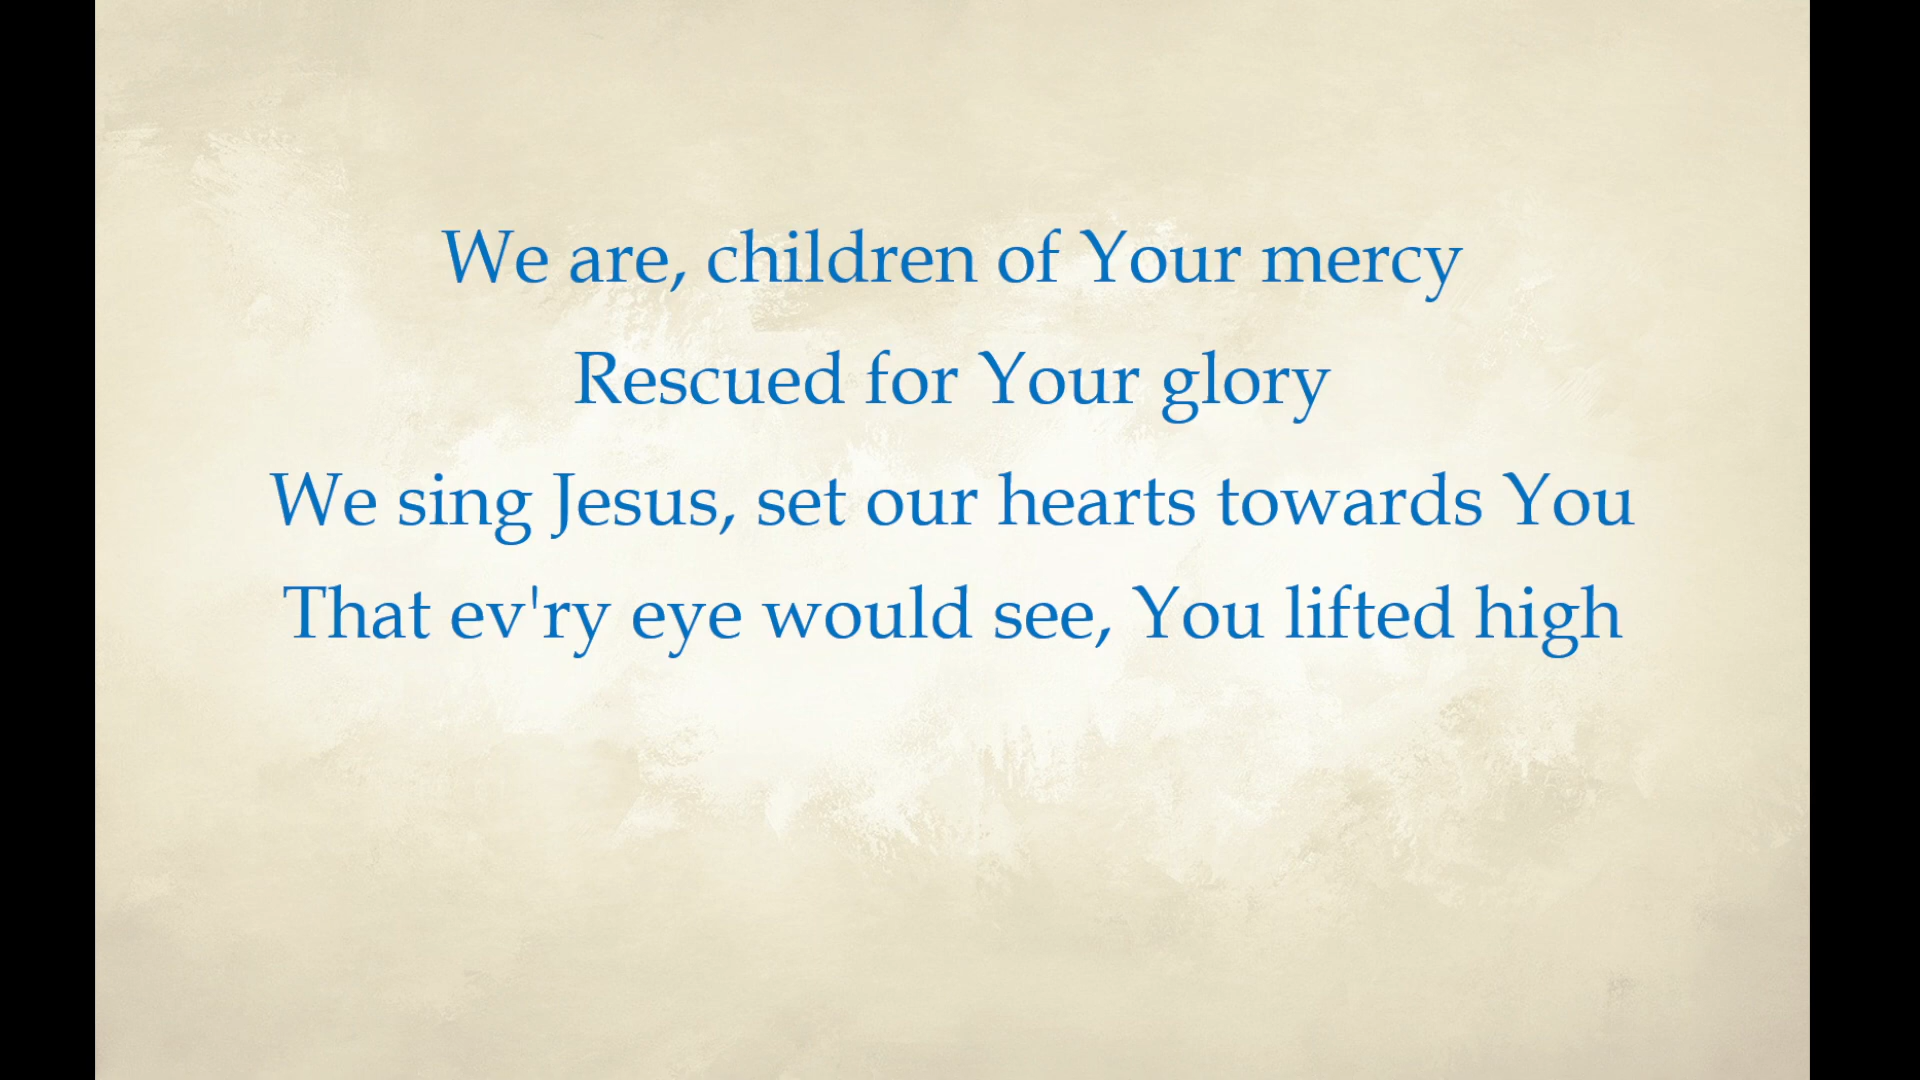 We are, children of Your mercy
Rescued for Your glory
We sing Jesus, set our hearts towards You
That ev'ry eye would see, You lifted high